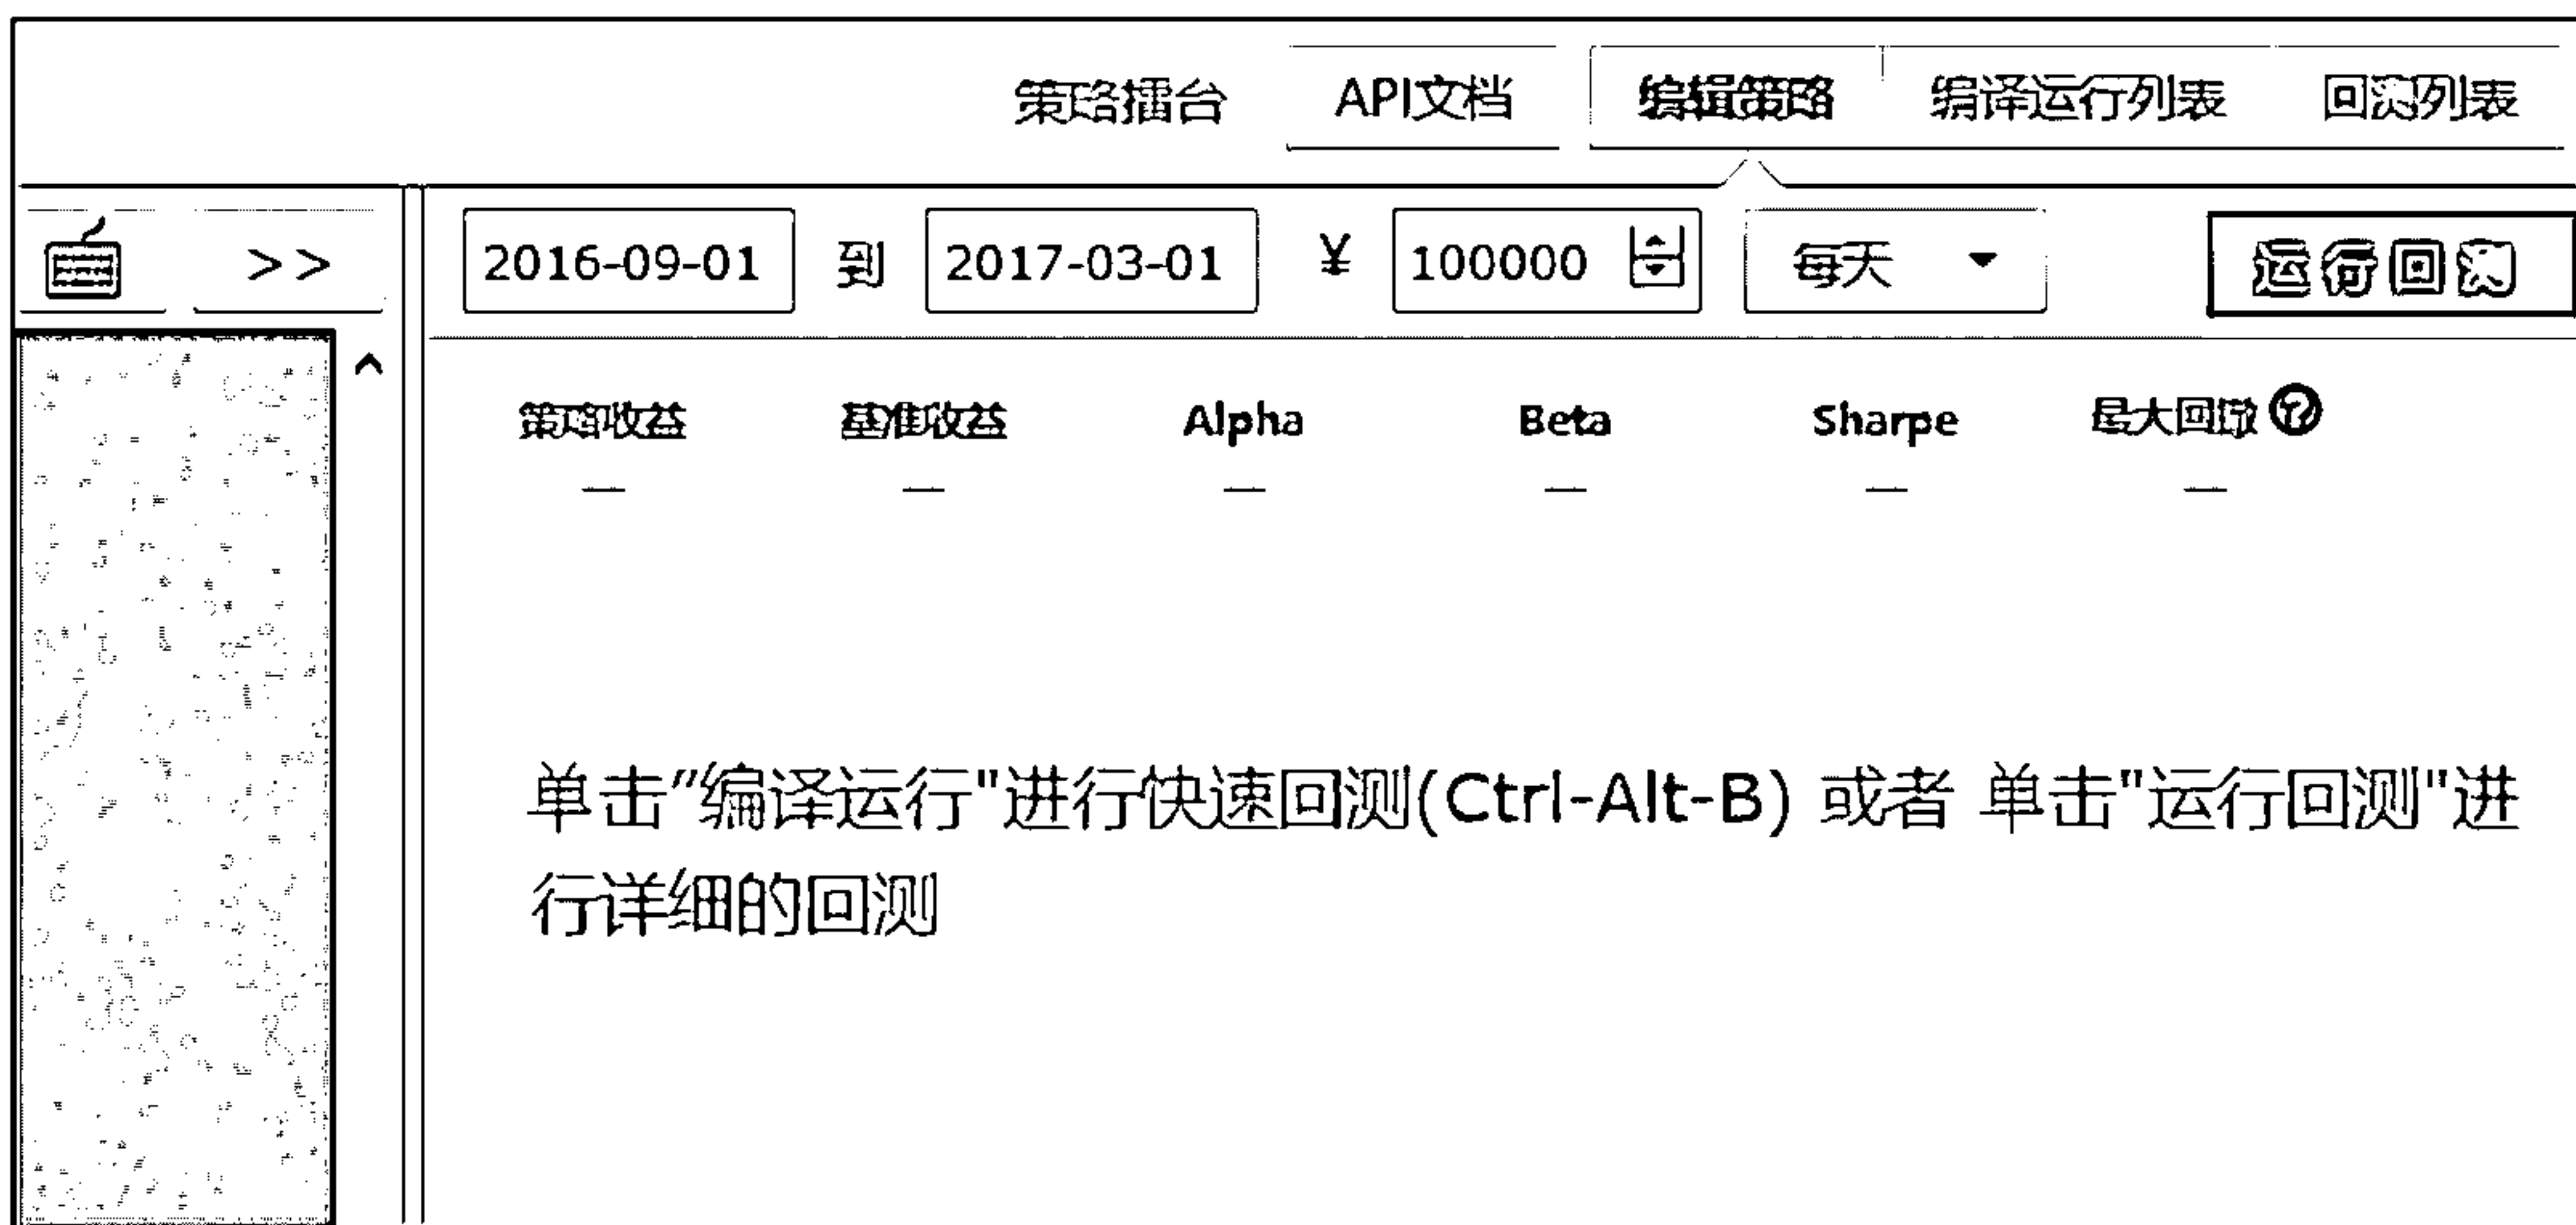 策略擂台 API文档 编辑策略 编译运行列表 回测列表
>> 2016-09-01 到 2017-03-01 ¥ 100000 每天 运行回测
策略收益 基准收益 Alpha Beta Sharpe 最大回撤 ?
— — — — — —
单击"编译运行"进行快速回测(Ctrl-Alt-B) 或者 单击"运行回测"进
行详细的回测